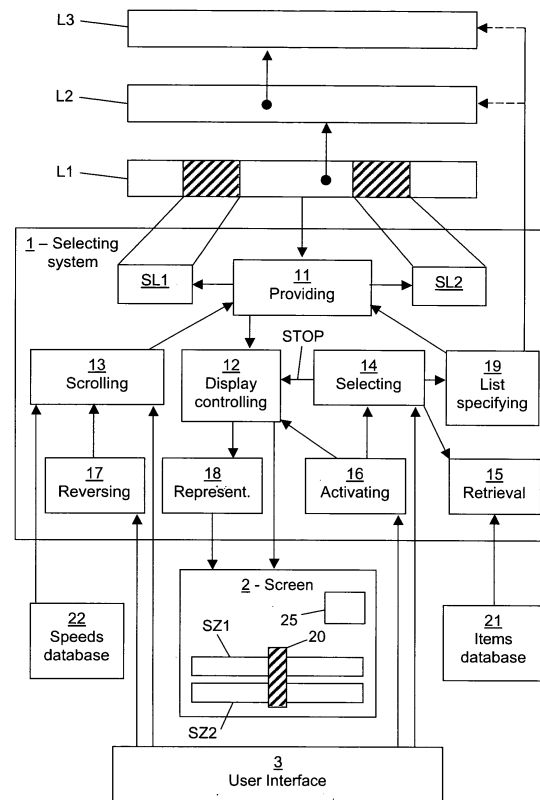 L3
L2
L1
1 – Selecting
system
SL1
11
Providing
SL2
STOP
13
Scrolling
12
Display
controlling
14
Selecting
19
List
specifying
17
Reversing
18
Represent.
16
Activating
15
Retrieval
2 - Screen
25
20
SZ1
SZ2
22
Speeds
database
21
Items
database
3
User Interface